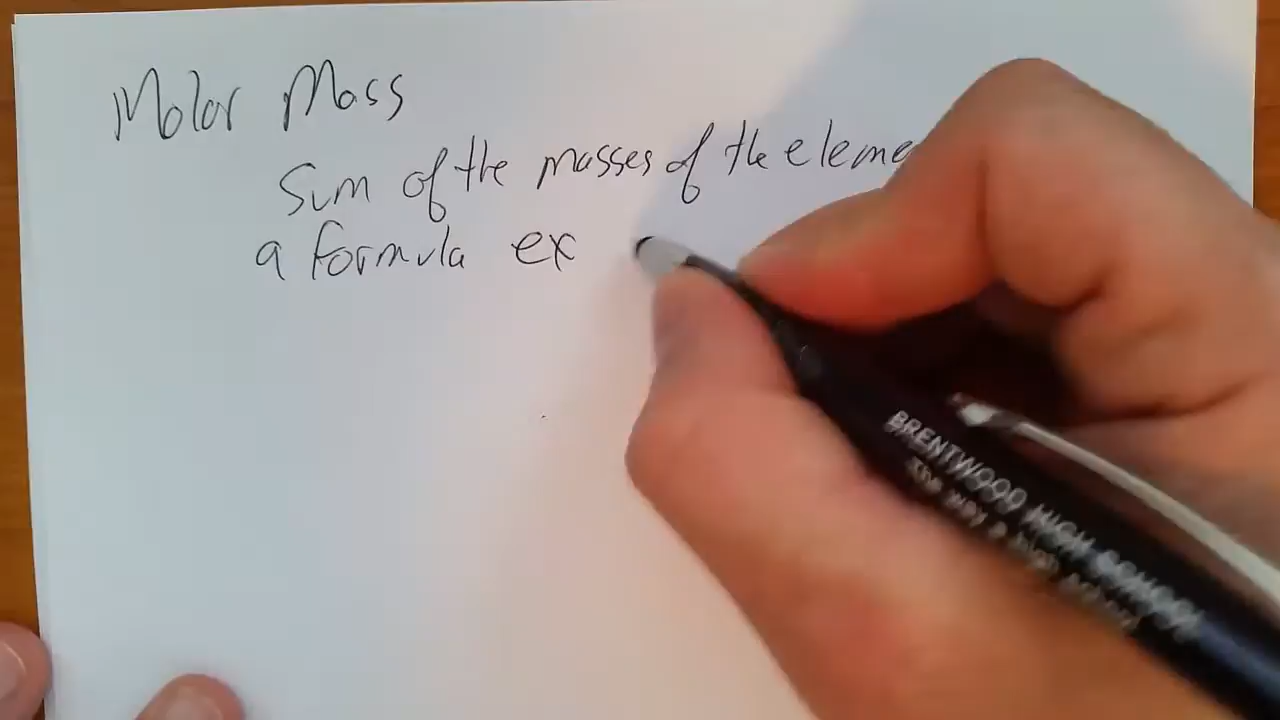 Molar Mass
Sum of the masses of the eleme
a formula ex
BRENTWOOD HIGH SCHOOL